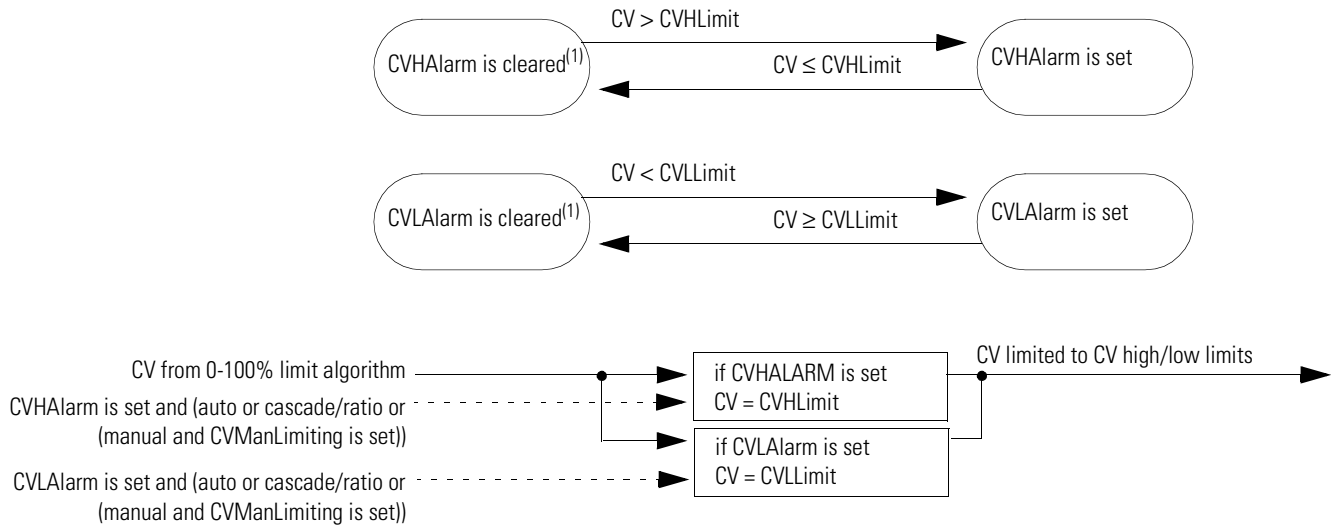 CV > CVHLimit
CVHAlarm is cleared(1)
CV ≤ CVHLimit
CVHAlarm is set
CV < CVLLimit
CVLAlarm is cleared(1)
CV ≥ CVLLimit
CVLAlarm is set
CV from 0-100% limit algorithm
CVHAlarm is set and (auto or cascade/ratio or
(manual and CVManLimiting is set))
CVLAlarm is set and (auto or cascade/ratio or
(manual and CVManLimiting is set))
if CVHALARM is set
CV = CVHLimit
if CVLAlarm is set
CV = CVLLimit
CV limited to CV high/low limits